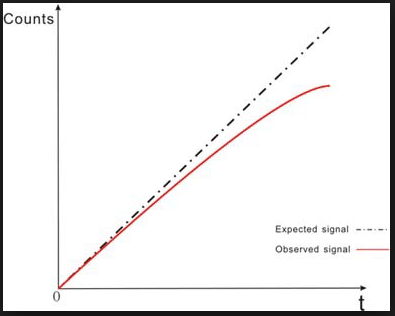 Counts
Expected signal
Observed signal
0
t